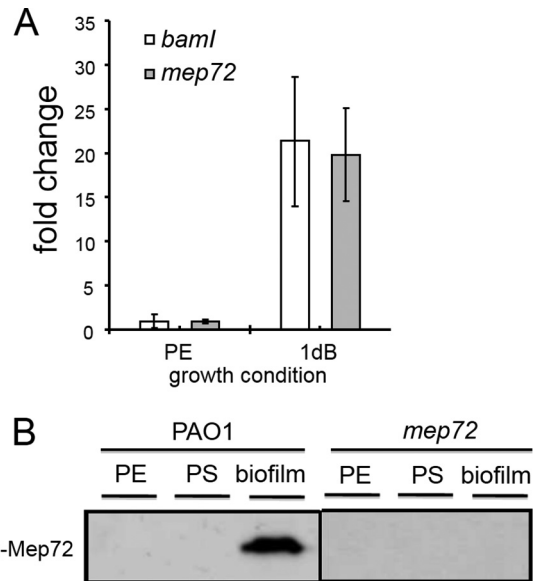 A
fold change
35
30
25
20
15
10
5
0
bamI
mep72
PE 1dB
growth condition
B
PAO1 mep72
PE PS biofilm PE PS biofilm
-Mep72